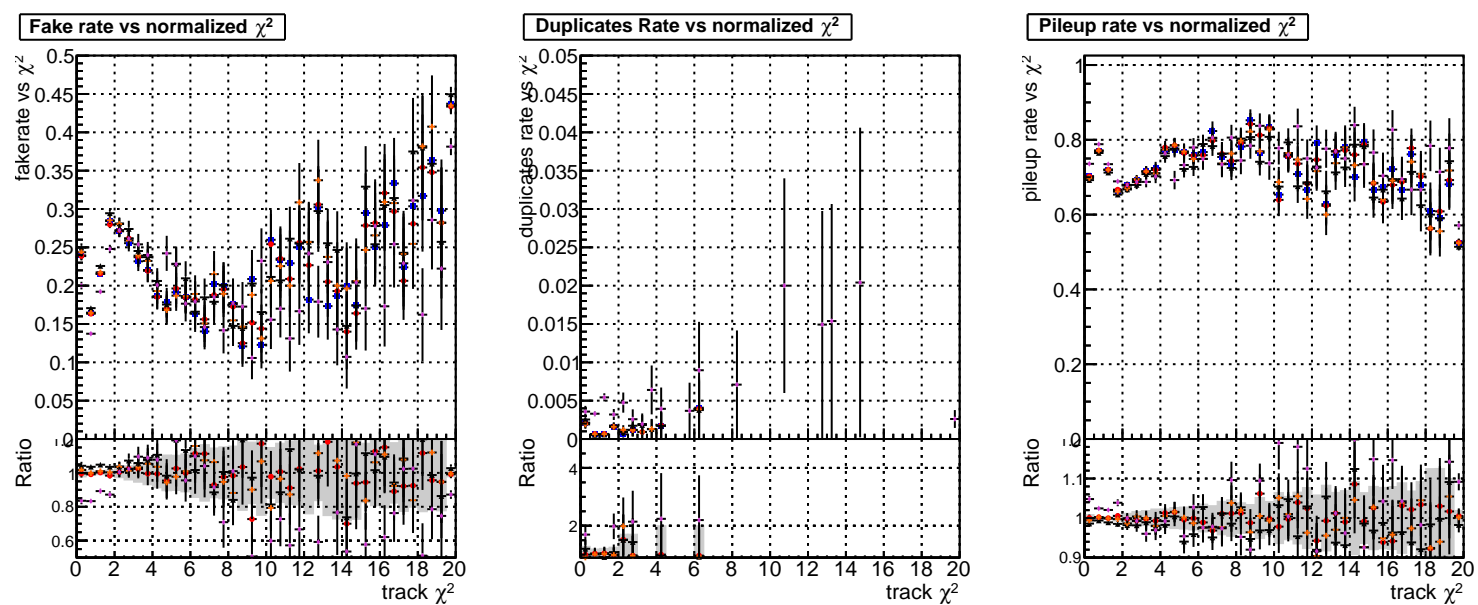 Fake rate vs normalized χ²
fakerate vs χ²
0.5
0.45
0.4
0.35
0.3
0.25
0.2
0.15
0.1
0.05
0
Ratio
1
0.8
0.6
0 2 4 6 8 10 12 14 16 18 20
track χ²
Duplicates Rate vs normalized χ²
duplicates rate vs χ²
0.05
0.045
0.04
0.035
0.03
0.025
0.02
0.015
0.01
0.005
0
Ratio
4
2
0 2 4 6 8 10 12 14 16 18 20
track χ²
Pileup rate vs normalized χ²
pileup rate vs χ²
1
0.8
0.6
0.4
0.2
0
Ratio
1.1
1
0.9
0 2 4 6 8 10 12 14 16 18 20
track χ²